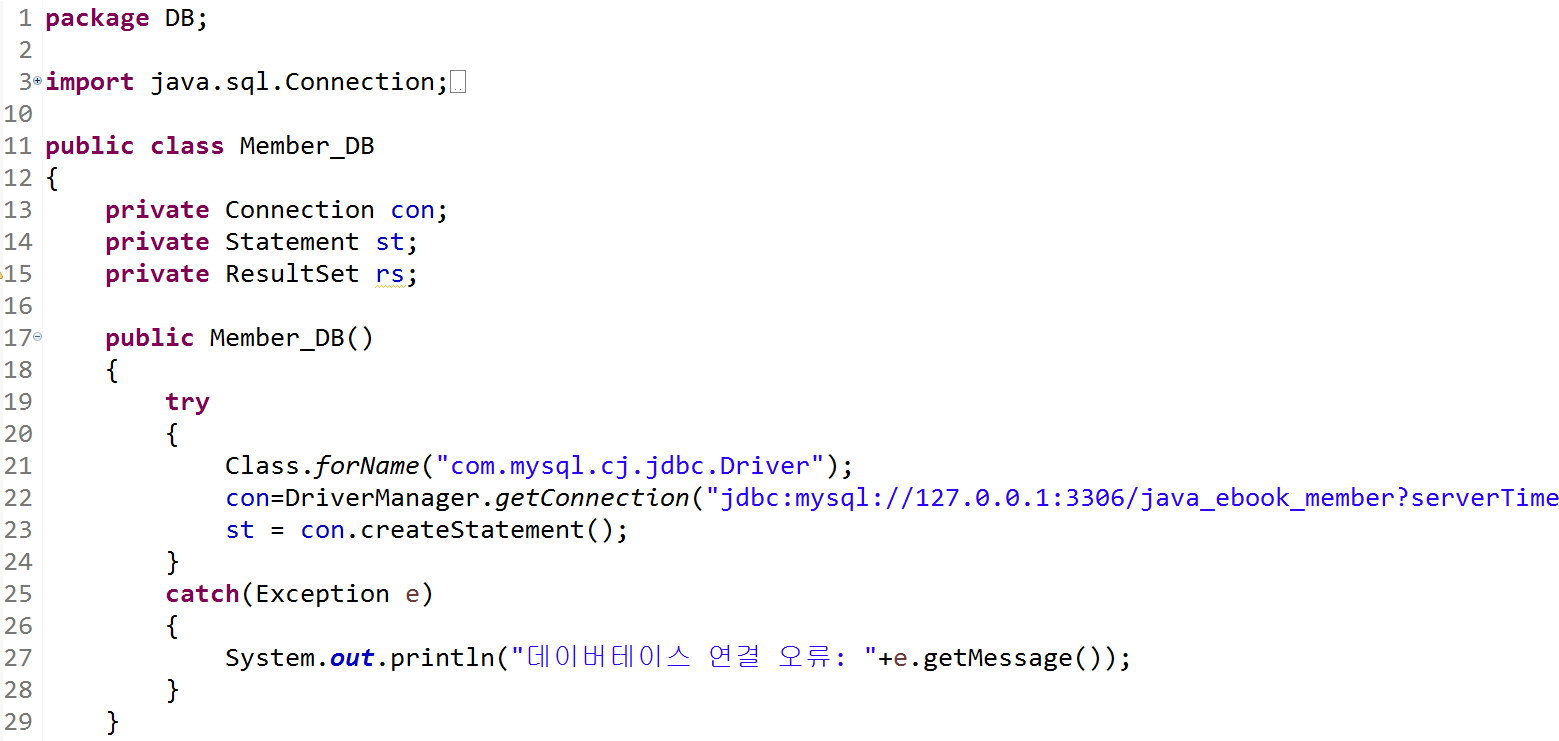 1 package DB;
2
3 import java.sql.Connection;
10
11 public class Member_DB
12 {
13 private Connection con;
14 private Statement st;
15 private ResultSet rs;
16
17 public Member_DB()
18 {
19 try
20 {
21 Class.forName("com.mysql.cj.jdbc.Driver");
22 con=DriverManager.getConnection("jdbc:mysql://127.0.0.1:3306/java_ebook_member?serverTime
23 st = con.createStatement();
24 }
25 catch(Exception e)
26 {
27 System.out.println("데이버테이스 연결 오류: "+e.getMessage());
28 }
29 }